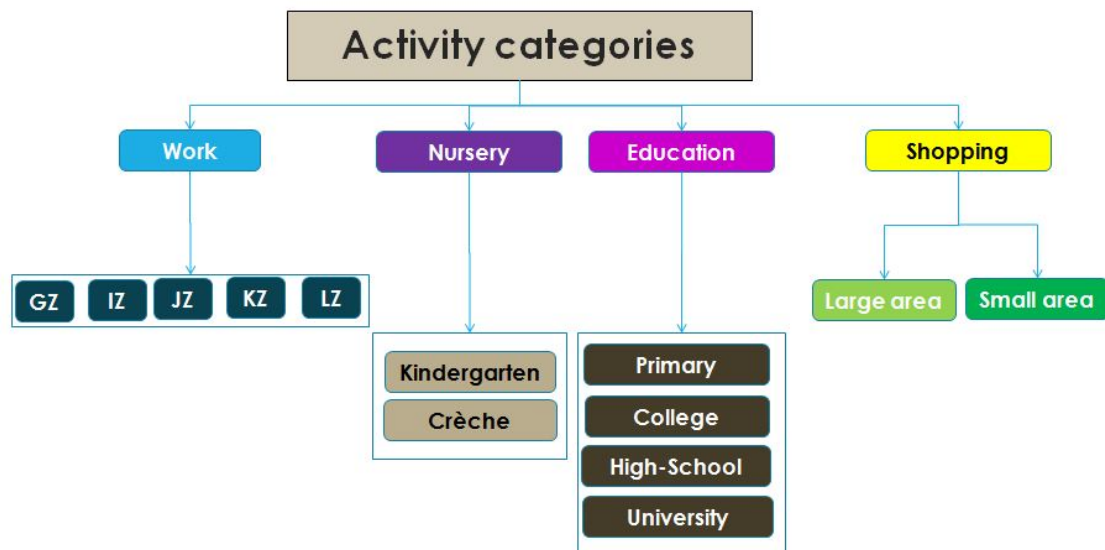 Activity categories
Work
Nursery
Education
Shopping
GZ
IZ
JZ
KZ
LZ
Large area
Small area
Kindergarten
Crèche
Primary
College
High-School
University